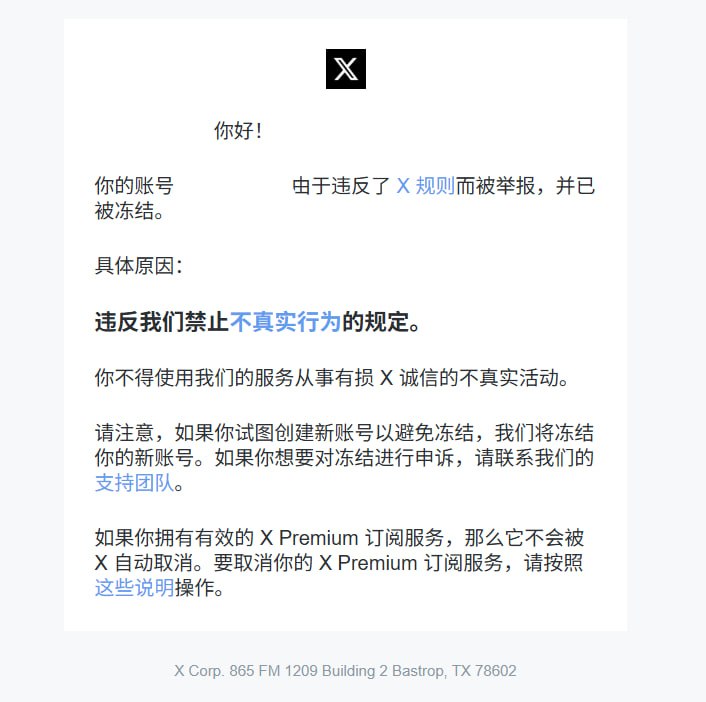 你好！
你的账号 由于违反了 X 规则而被举报，并已
被冻结。
具体原因：
违反我们禁止不真实行为的规定。
你不得使用我们的服务从事有损 X 诚信的不真实活动。
请注意，如果你试图创建新账号以避免冻结，我们将冻结
你的新账号。如果你想要对冻结进行申诉，请联系我们的
支持团队。
如果你拥有有效的 X Premium 订阅服务，那么它不会被
X 自动取消。要取消你的 X Premium 订阅服务，请按照
这些说明操作。
X Corp. 865 FM 1209 Building 2 Bastrop, TX 78602